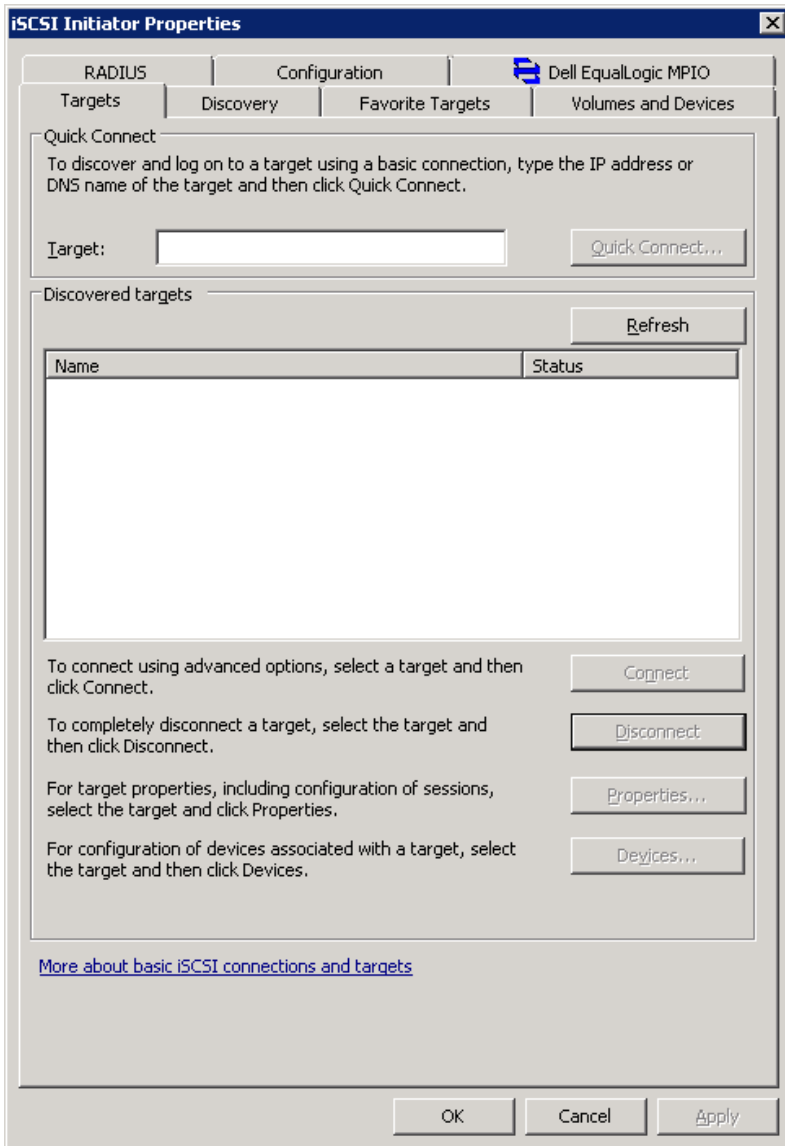 iSCSI Initiator Properties
RADIUS
Configuration
Dell EqualLogic MPIO
Targets
Discovery
Favorite Targets
Volumes and Devices
Quick Connect
To discover and log on to a target using a basic connection, type the IP address or
DNS name of the target and then click Quick Connect.
Target:
Quick Connect...
Discovered targets
Refresh
Name
Status
To connect using advanced options, select a target and then
click Connect.
Connect
To completely disconnect a target, select the target and
then click Disconnect.
Disconnect
For target properties, including configuration of sessions,
select the target and click Properties.
Properties...
For configuration of devices associated with a target, select
the target and then click Devices.
Devices...
More about basic iSCSI connections and targets
OK
Cancel
Apply